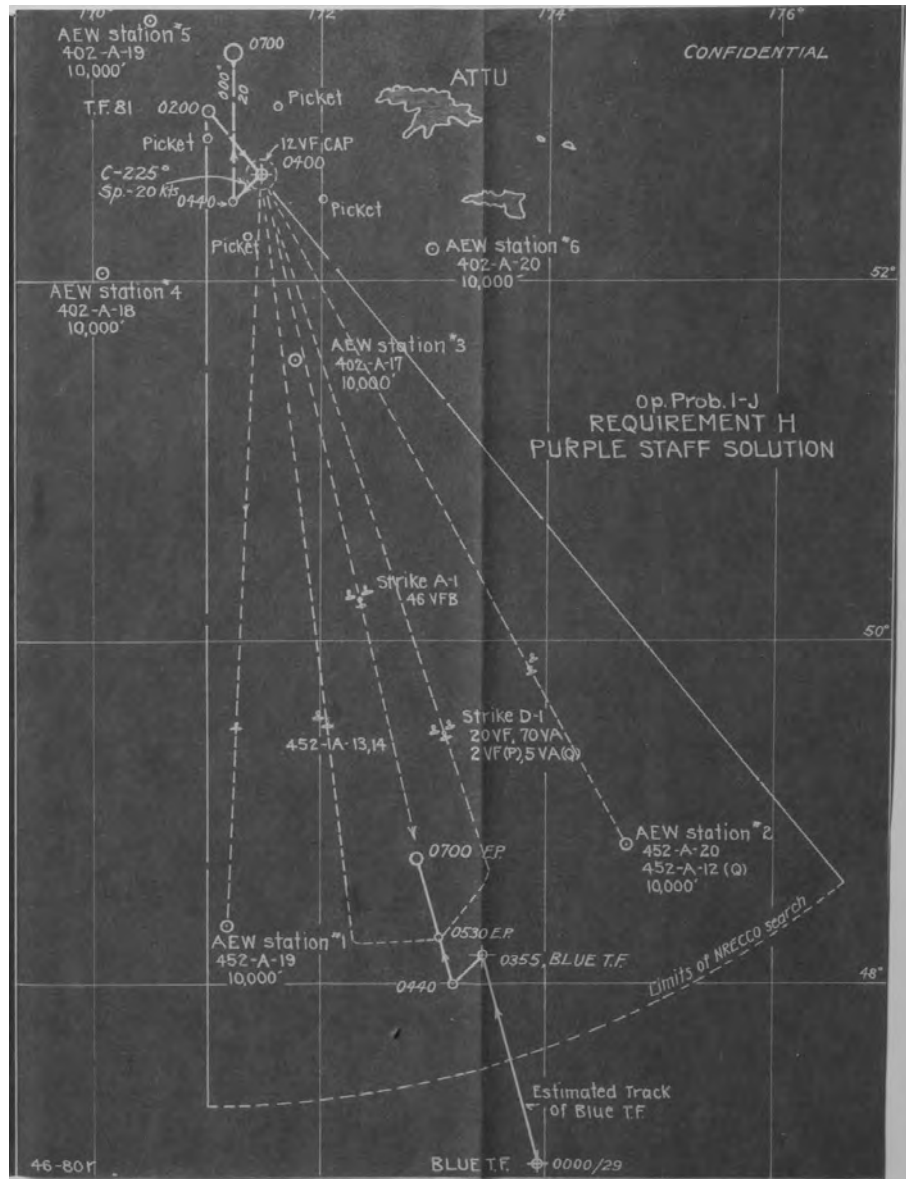 170° 172° 174° 176°
AEW station #5
402-A-19
10,000'
0700
CONFIDENTIAL
000°
20
ATTU
T.F. 81
0200
Picket
Picket
12 VF CAP
0400
C-225°
Sp.-20 kts.
0440
Picket
Picket
AEW station #6
402-A-20
10,000'
52°
AEW station #4
402-A-18
10,000'
AEW station #3
402-A-17
10,000'
Op. Prob. I-J
REQUIREMENT H
PURPLE STAFF SOLUTION
Strike A-1
46 VFB
50°
Strike D-1
20 VF, 70 VA
2 VF(P), 5 VA(Q)
452-1A-13,14
AEW station #2
452-A-20
452-A-12 (Q)
10,000'
0700 E.P.
0530 E.P.
AEW station #1
452-A-19
10,000'
0355, BLUE T.F.
0440
Limits of NRECCO search
48°
Estimated Track
of Blue T.F.
46-80r
BLUE T.F.
0000/29